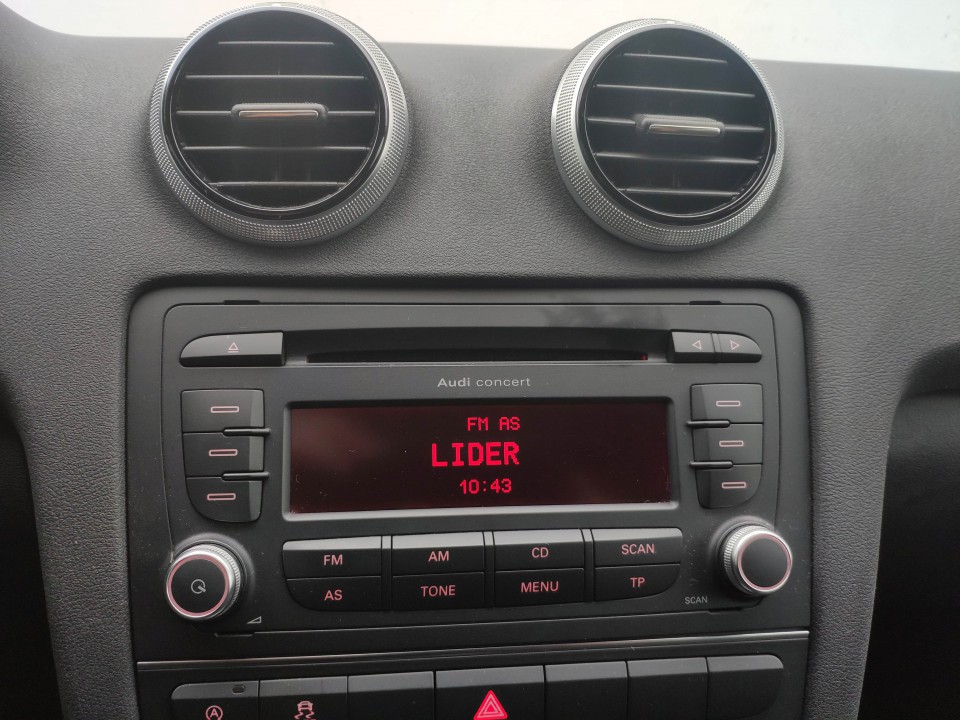 Audi concert
FM AS
LIDER
10:43
FM AM CD SCAN
AS TONE MENU TP
SCAN
A